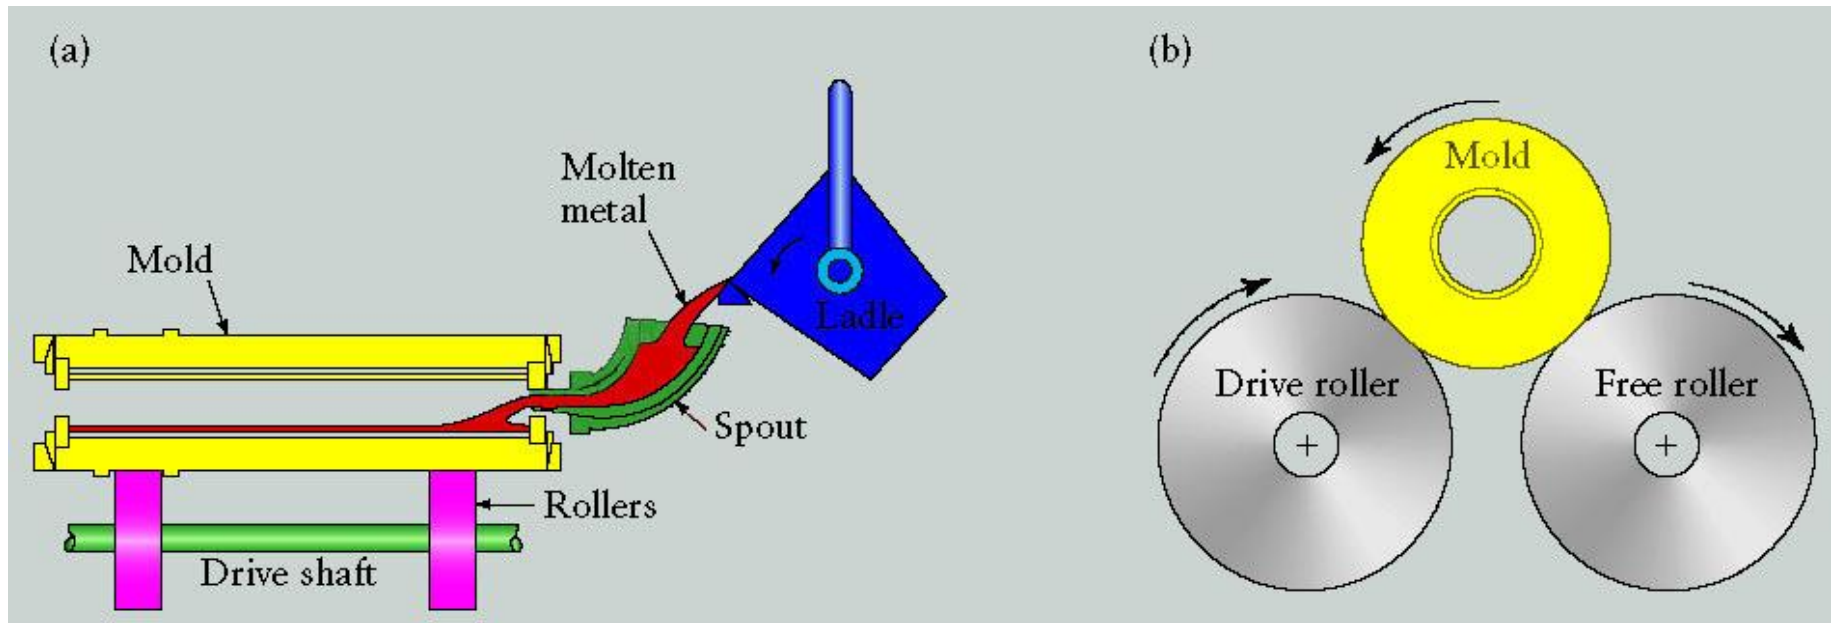 (a)
Molten
metal
Mold
Ladle
Spout
Rollers
Drive shaft
(b)
Mold
Drive roller
Free roller